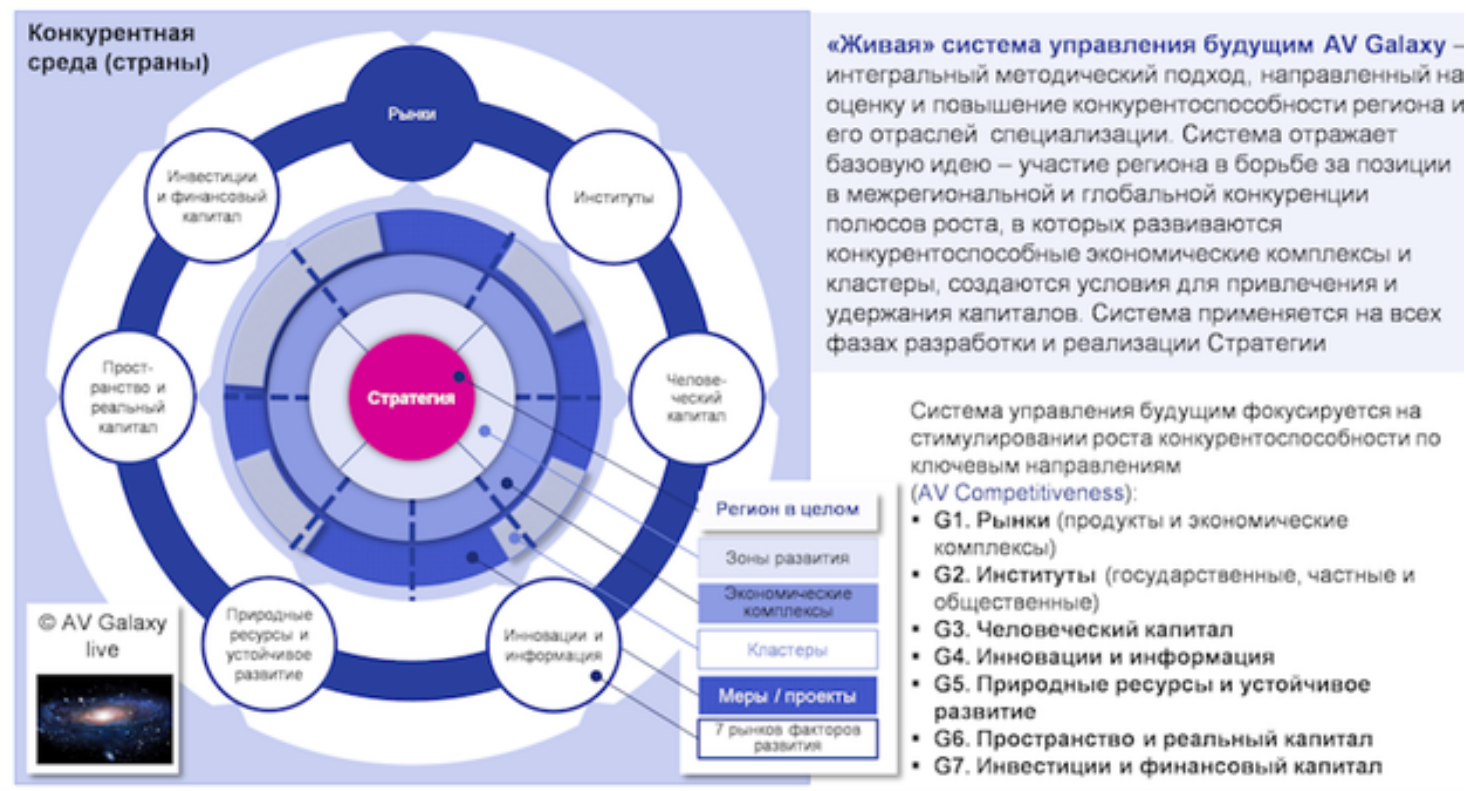 Конкурентная
среда (страны)
Рынки
Инвестиции
и финансовый
капитал
Институты
Прост-
ранство и
реальный
капитал
Стратегия
Челове-
ческий
капитал
Природные
ресурсы и
устойчивое
развитие
Инновации и
информация
© AV Galaxy
live
Регион в целом
Зоны развития
Экономические
комплексы
Кластеры
Меры / проекты
7 рынков факторов
развития
«Живая» система управления будущим AV Galaxy –
интегральный методический подход, направленный на
оценку и повышение конкурентоспособности региона и
его отраслей специализации. Система отражает
базовую идею – участие региона в борьбе за позиции
в межрегиональной и глобальной конкуренции
полюсов роста, в которых развиваются
конкурентоспособные экономические комплексы и
кластеры, создаются условия для привлечения и
удержания капиталов. Система применяется на всех
фазах разработки и реализации Стратегии
Система управления будущим фокусируется на
стимулировании роста конкурентоспособности по
ключевым направлениям
(AV Competitiveness):
▪ G1. Рынки (продукты и экономические
комплексы)
▪ G2. Институты (государственные, частные и
общественные)
▪ G3. Человеческий капитал
▪ G4. Инновации и информация
▪ G5. Природные ресурсы и устойчивое
развитие
▪ G6. Пространство и реальный капитал
▪ G7. Инвестиции и финансовый капитал